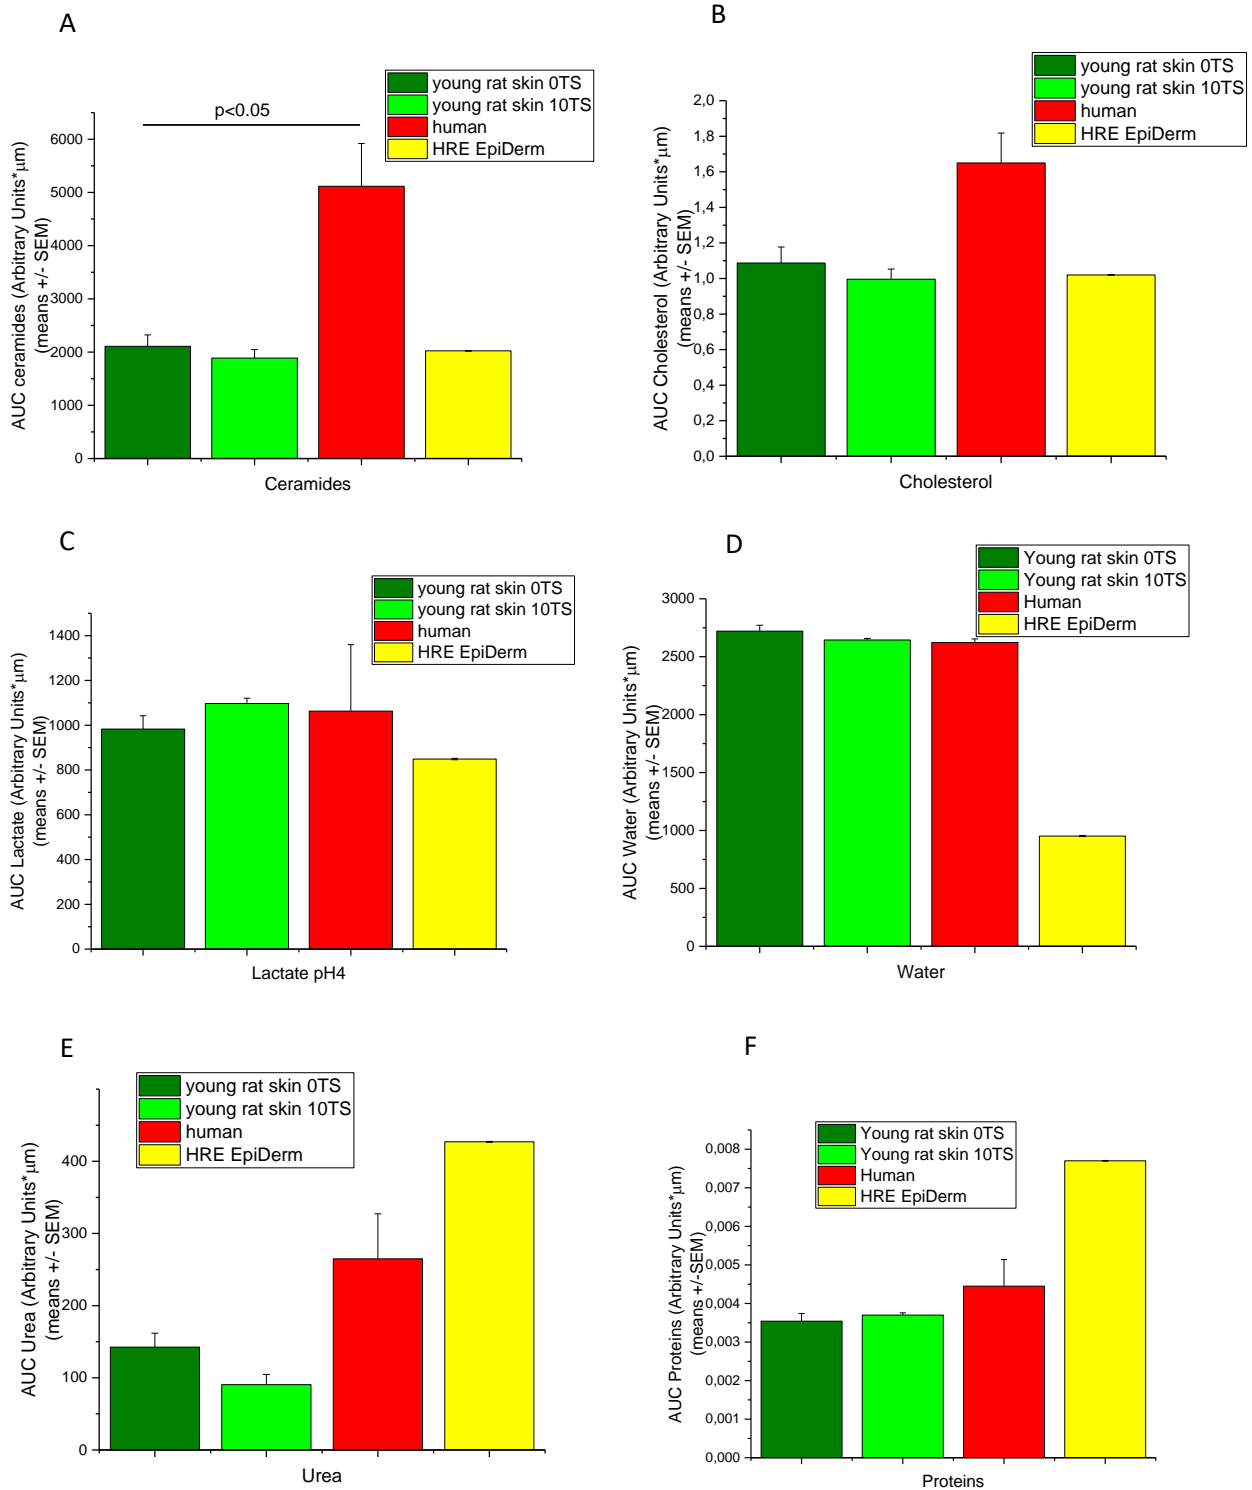 A
young rat skin 0TS
young rat skin 10TS
human
HRE EpiDerm
p<0.05
6000
5000
4000
3000
2000
1000
0
AUC ceramides (Arbitrary Units*μm)
(means +/- SEM)
Ceramides
B
young rat skin 0TS
young rat skin 10TS
human
HRE EpiDerm
2,0
1,8
1,6
1,4
1,2
1,0
0,8
0,6
0,4
0,2
0,0
AUC Cholesterol (Arbitrary Units*μm)
(means +/- SEM)
Cholesterol
C
young rat skin 0TS
young rat skin 10TS
human
HRE EpiDerm
1400
1200
1000
800
600
400
200
0
AUC Lactate (Arbitrary Units*μm)
(means +/- SEM)
Lactate pH4
D
Young rat skin 0TS
Young rat skin 10TS
Human
HRE EpiDerm
3000
2500
2000
1500
1000
500
0
AUC Water (Arbitrary Units*μm)
(means +/- SEM)
Water
E
young rat skin 0TS
young rat skin 10TS
human
HRE EpiDerm
400
300
200
100
0
AUC Urea (Arbitrary Units*μm)
(means +/- SEM)
Urea
F
Young rat skin 0TS
Young rat skin 10TS
Human
HRE EpiDerm
0,008
0,007
0,006
0,005
0,004
0,003
0,002
0,001
0,000
AUC Proteins (Arbitrary Units*μm)
(means +/-SEM)
Proteins